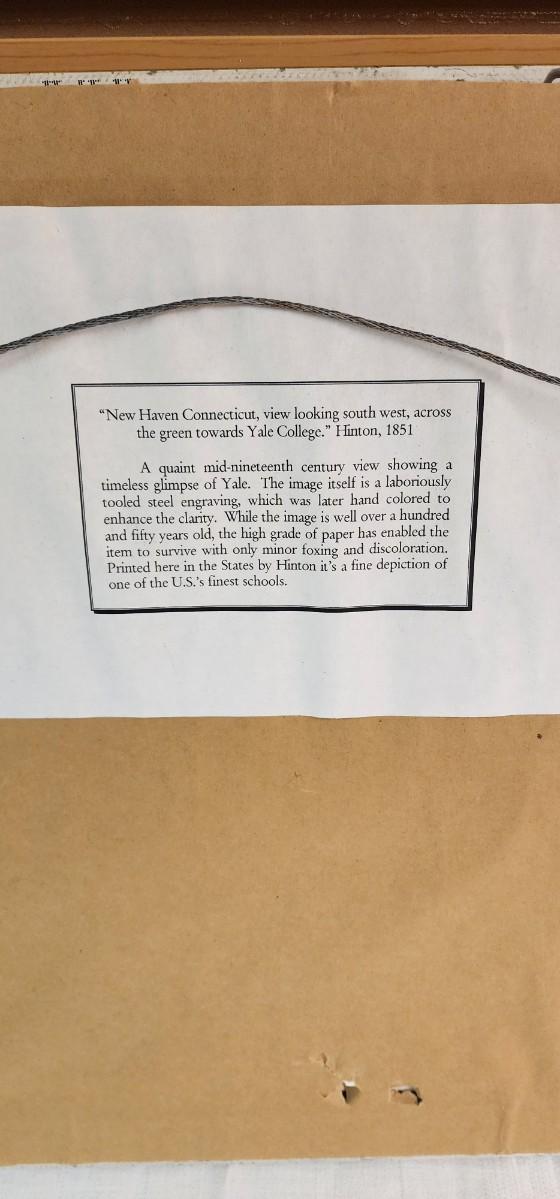 “New Haven Connecticut, view looking south west, across
the green towards Yale College.” Hinton, 1851
A quaint mid-nineteenth century view showing a
timeless glimpse of Yale. The image itself is a laboriously
tooled steel engraving, which was later hand colored to
enhance the clarity. While the image is well over a hundred
and fifty years old, the high grade of paper has enabled the
item to survive with only minor foxing and discoloration.
Printed here in the States by Hinton it’s a fine depiction of
one of the U.S.’s finest schools.